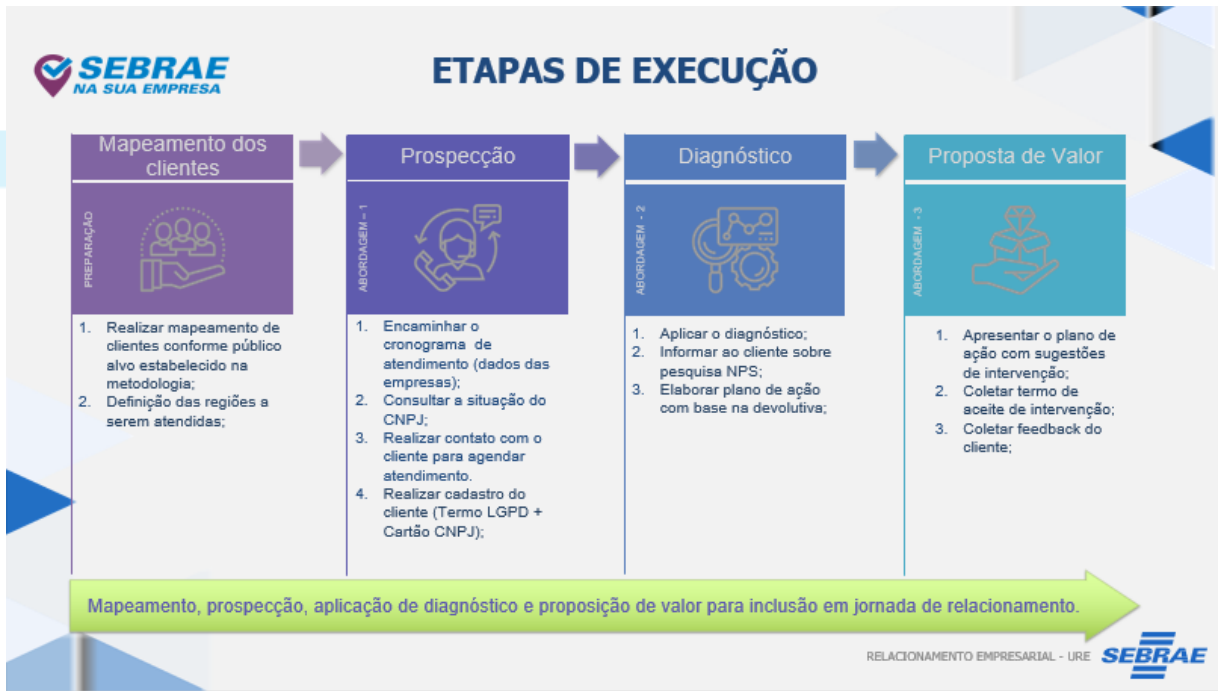 SEBRAE
NA SUA EMPRESA
ETAPAS DE EXECUÇÃO
Mapeamento dos
clientes
PREPARAÇÃO
1. Realizar mapeamento de
clientes conforme público
alvo estabelecido na
metodologia;
2. Definição das regiões a
serem atendidas;
Prospecção
ABORDAGEM – 1
1. Encaminhar o
cronograma de
atendimento (dados das
empresas);
2. Consultar a situação do
CNPJ;
3. Realizar contato com o
cliente para agendar
atendimento.
4. Realizar cadastro do
cliente (Termo LGPD +
Cartão CNPJ);
Diagnóstico
ABORDAGEM - 2
1. Aplicar o diagnóstico;
2. Informar ao cliente sobre
pesquisa NPS;
3. Elaborar plano de ação
com base na devolutiva;
Proposta de Valor
ABORDAGEM - 3
1. Apresentar o plano de
ação com sugestões
de intervenção;
2. Coletar termo de
aceite de intervenção;
3. Coletar feedback do
cliente;
Mapeamento, prospecção, aplicação de diagnóstico e proposição de valor para inclusão em jornada de relacionamento.
RELACIONAMENTO EMPRESARIAL - URE
SEBRAE